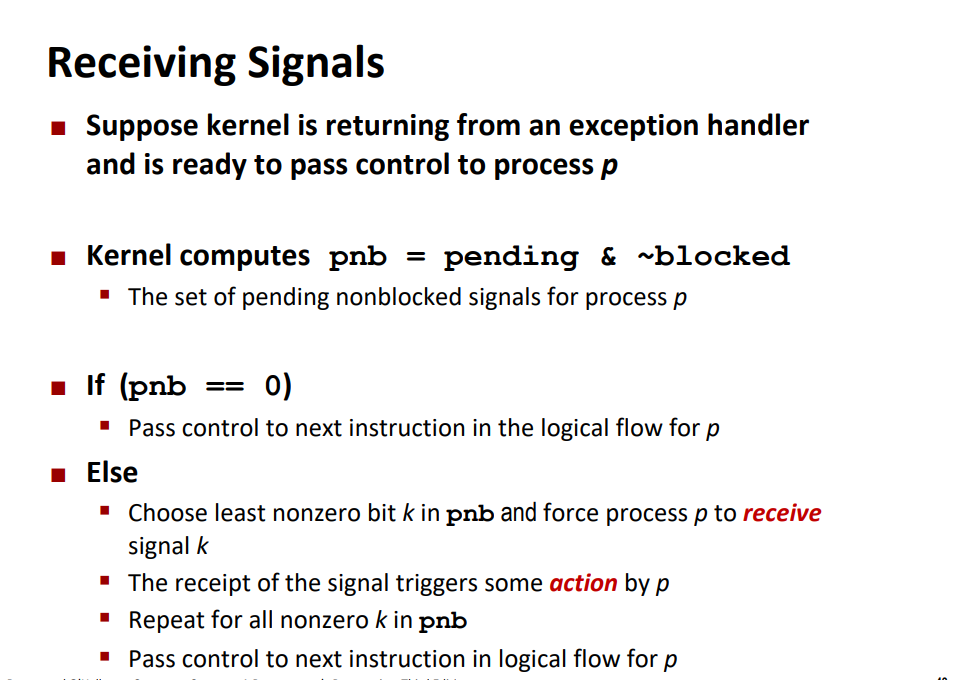 Receiving Signals
■ Suppose kernel is returning from an exception handler
and is ready to pass control to process p
■ Kernel computes pnb = pending & ~blocked
▪ The set of pending nonblocked signals for process p
■ If (pnb == 0)
▪ Pass control to next instruction in the logical flow for p
■ Else
▪ Choose least nonzero bit k in pnb and force process p to receive
signal k
▪ The receipt of the signal triggers some action by p
▪ Repeat for all nonzero k in pnb
▪ Pass control to next instruction in logical flow for p